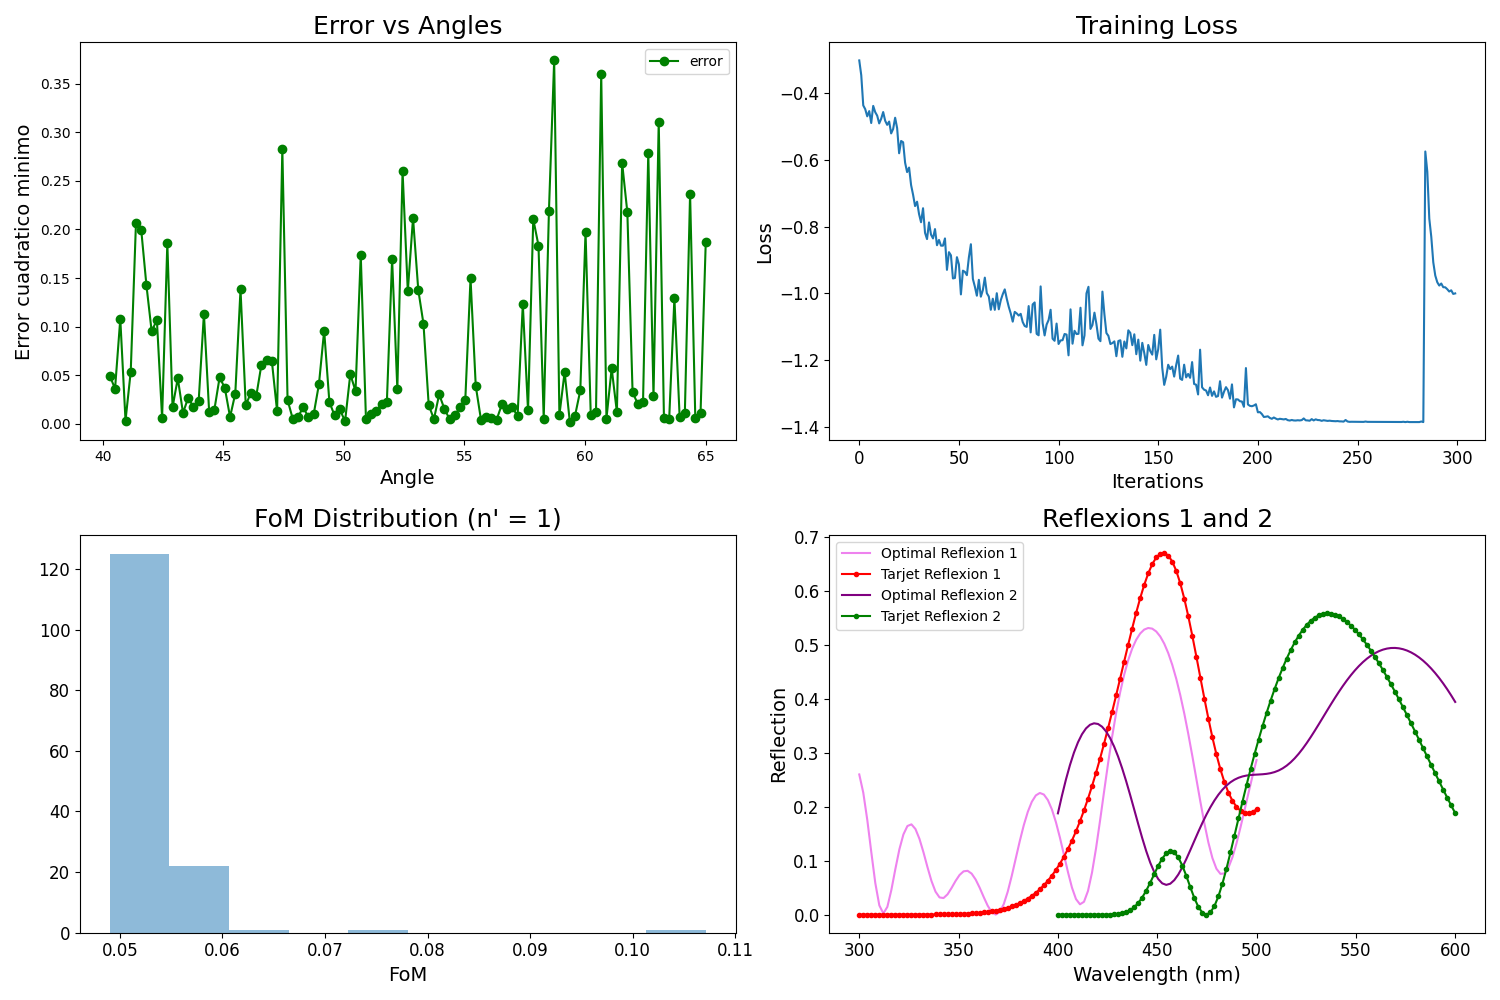 Error vs Angles
error
Error cuadratico minimo
0.35
0.30
0.25
0.20
0.15
0.10
0.05
0.00
40 45 50 55 60 65
Angle
Training Loss
Loss
−0.4
−0.6
−0.8
−1.0
−1.2
−1.4
0 50 100 150 200 250 300
Iterations
FoM Distribution (n' = 1)
120
100
80
60
40
20
0
0.05 0.06 0.07 0.08 0.09 0.10 0.11
FoM
Reflexions 1 and 2
Optimal Reflexion 1
Tarjet Reflexion 1
Optimal Reflexion 2
Tarjet Reflexion 2
Reflection
0.7
0.6
0.5
0.4
0.3
0.2
0.1
0.0
300 350 400 450 500 550 600
Wavelength (nm)